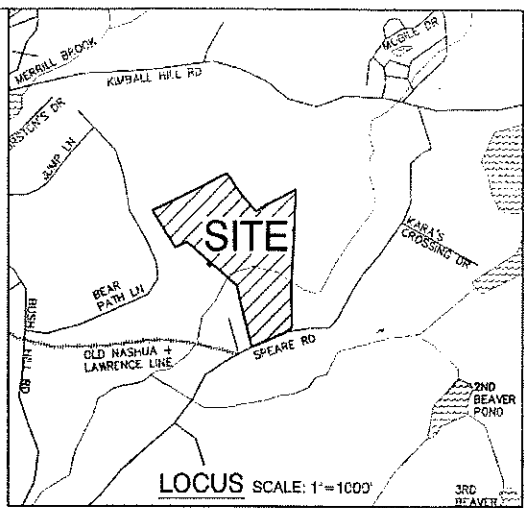 MERRILL BROOK
KIMBALL HILL RD
MOBILE DR
JUMP LN
SITE
KARA'S
CROSSING DR
BEAR
PATH LN
BUSH HILL RD
OLD NASHUA +
LAWRENCE LINE
SPEARE RD
2ND
BEAVER
POND
LOCUS SCALE: 1"=1000'
3RD
BEAVER